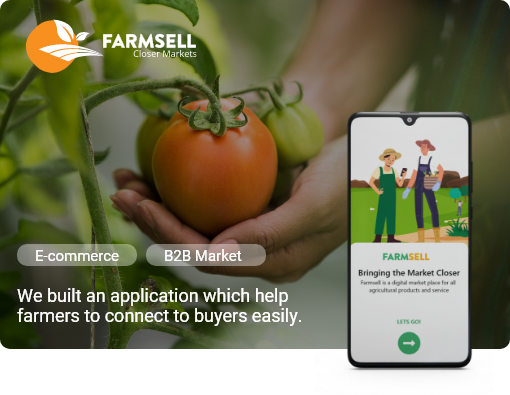 FARMSELL
Closer Markets
E-commerce
B2B Market
We built an application which help
farmers to connect to buyers easily.
FARMSELL
Bringing the Market Closer
Farmsell is a digital market place for all
agricultural products and service
LETS GO!